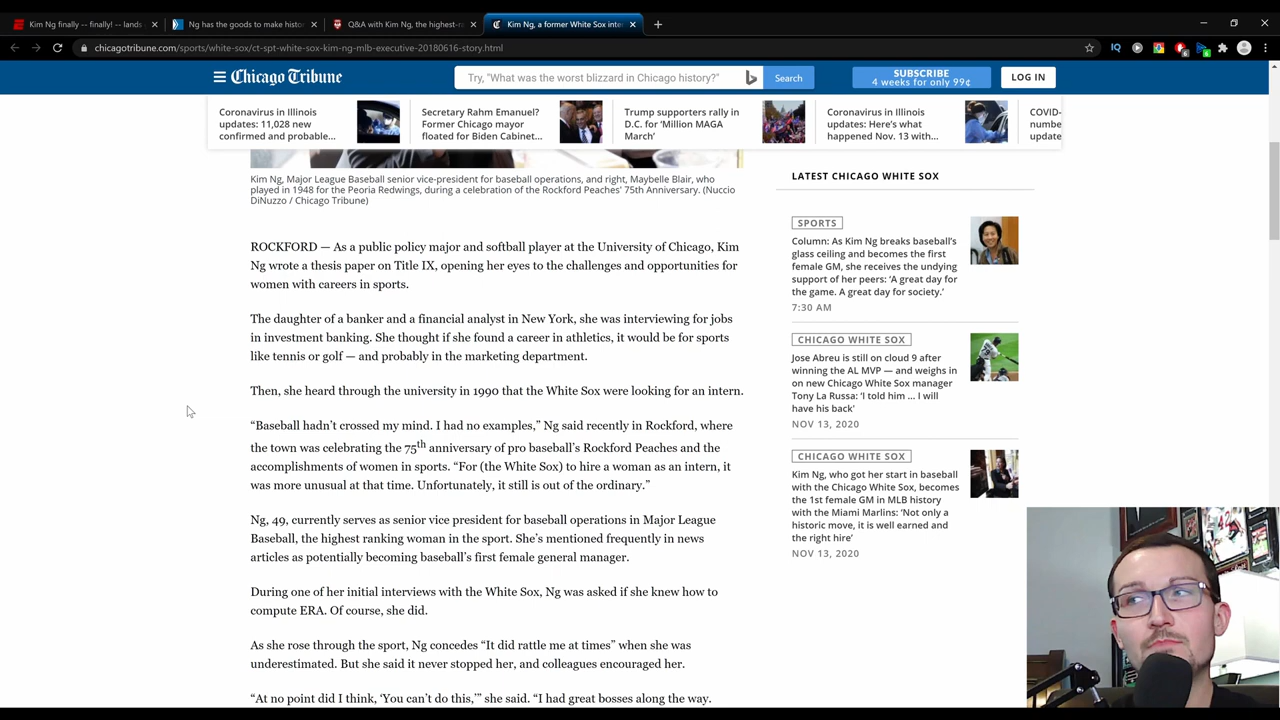 Kim Ng finally -- finally! -- lands
Ng has the goods to make histo
Q&A with Kim Ng, the highest-r
Kim Ng, a former White Sox inte
chicagotribune.com/sports/white-sox/ct-spt-white-sox-kim-ng-mlb-executive-20180616-story.html
Chicago Tribune
Try, "What was the worst blizzard in Chicago history?"
Search
SUBSCRIBE
4 weeks for only 99¢
LOG IN
Coronavirus in Illinois
updates: 11,028 new
confirmed and probable...
Secretary Rahm Emanuel?
Former Chicago mayor
floated for Biden Cabinet...
Trump supporters rally in
D.C. for ‘Million MAGA
March’
Coronavirus in Illinois
updates: Here’s what
happened Nov. 13 with...
COVID-
number
update
Kim Ng, Major League Baseball senior vice-president for baseball operations, and right, Maybelle Blair, who
played in 1948 for the Peoria Redwings, during a celebration of the Rockford Peaches' 75th Anniversary. (Nuccio
DiNuzzo / Chicago Tribune)
ROCKFORD — As a public policy major and softball player at the University of Chicago, Kim
Ng wrote a thesis paper on Title IX, opening her eyes to the challenges and opportunities for
women with careers in sports.
The daughter of a banker and a financial analyst in New York, she was interviewing for jobs
in investment banking. She thought if she found a career in athletics, it would be for sports
like tennis or golf — and probably in the marketing department.
Then, she heard through the university in 1990 that the White Sox were looking for an intern.
“Baseball hadn’t crossed my mind. I had no examples,” Ng said recently in Rockford, where
the town was celebrating the 75th anniversary of pro baseball’s Rockford Peaches and the
accomplishments of women in sports. “For (the White Sox) to hire a woman as an intern, it
was more unusual at that time. Unfortunately, it still is out of the ordinary.”
Ng, 49, currently serves as senior vice president for baseball operations in Major League
Baseball, the highest ranking woman in the sport. She’s mentioned frequently in news
articles as potentially becoming baseball’s first female general manager.
During one of her initial interviews with the White Sox, Ng was asked if she knew how to
compute ERA. Of course, she did.
As she rose through the sport, Ng concedes “It did rattle me at times” when she was
underestimated. But she said it never stopped her, and colleagues encouraged her.
“At no point did I think, ‘You can’t do this,’” she said. “I had great bosses along the way.
LATEST CHICAGO WHITE SOX
SPORTS
Column: As Kim Ng breaks baseball’s
glass ceiling and becomes the first
female GM, she receives the undying
support of her peers: ‘A great day for
the game. A great day for society.’
7:30 AM
CHICAGO WHITE SOX
Jose Abreu is still on cloud 9 after
winning the AL MVP — and weighs in
on new Chicago White Sox manager
Tony La Russa: ‘I told him ... I will
have his back’
NOV 13, 2020
CHICAGO WHITE SOX
Kim Ng, who got her start in baseball
with the Chicago White Sox, becomes
the 1st female GM in MLB history
with the Miami Marlins: ‘Not only a
historic move, it is well earned and
the right hire’
NOV 13, 2020